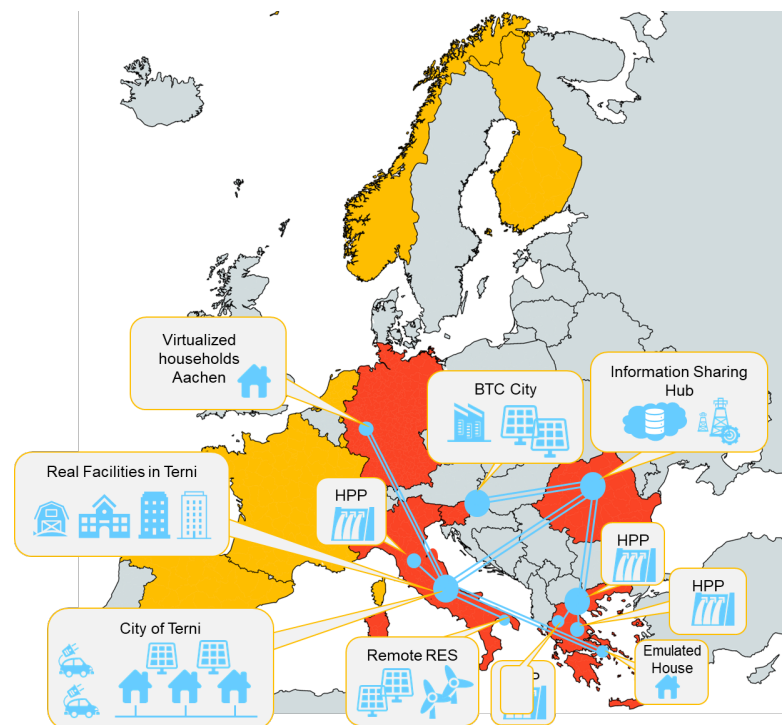 Virtualized
households
Aachen
BTC City
Information Sharing
Hub
Real Facilities in Terni
HPP
HPP
HPP
City of Terni
Remote RES
Emulated
House